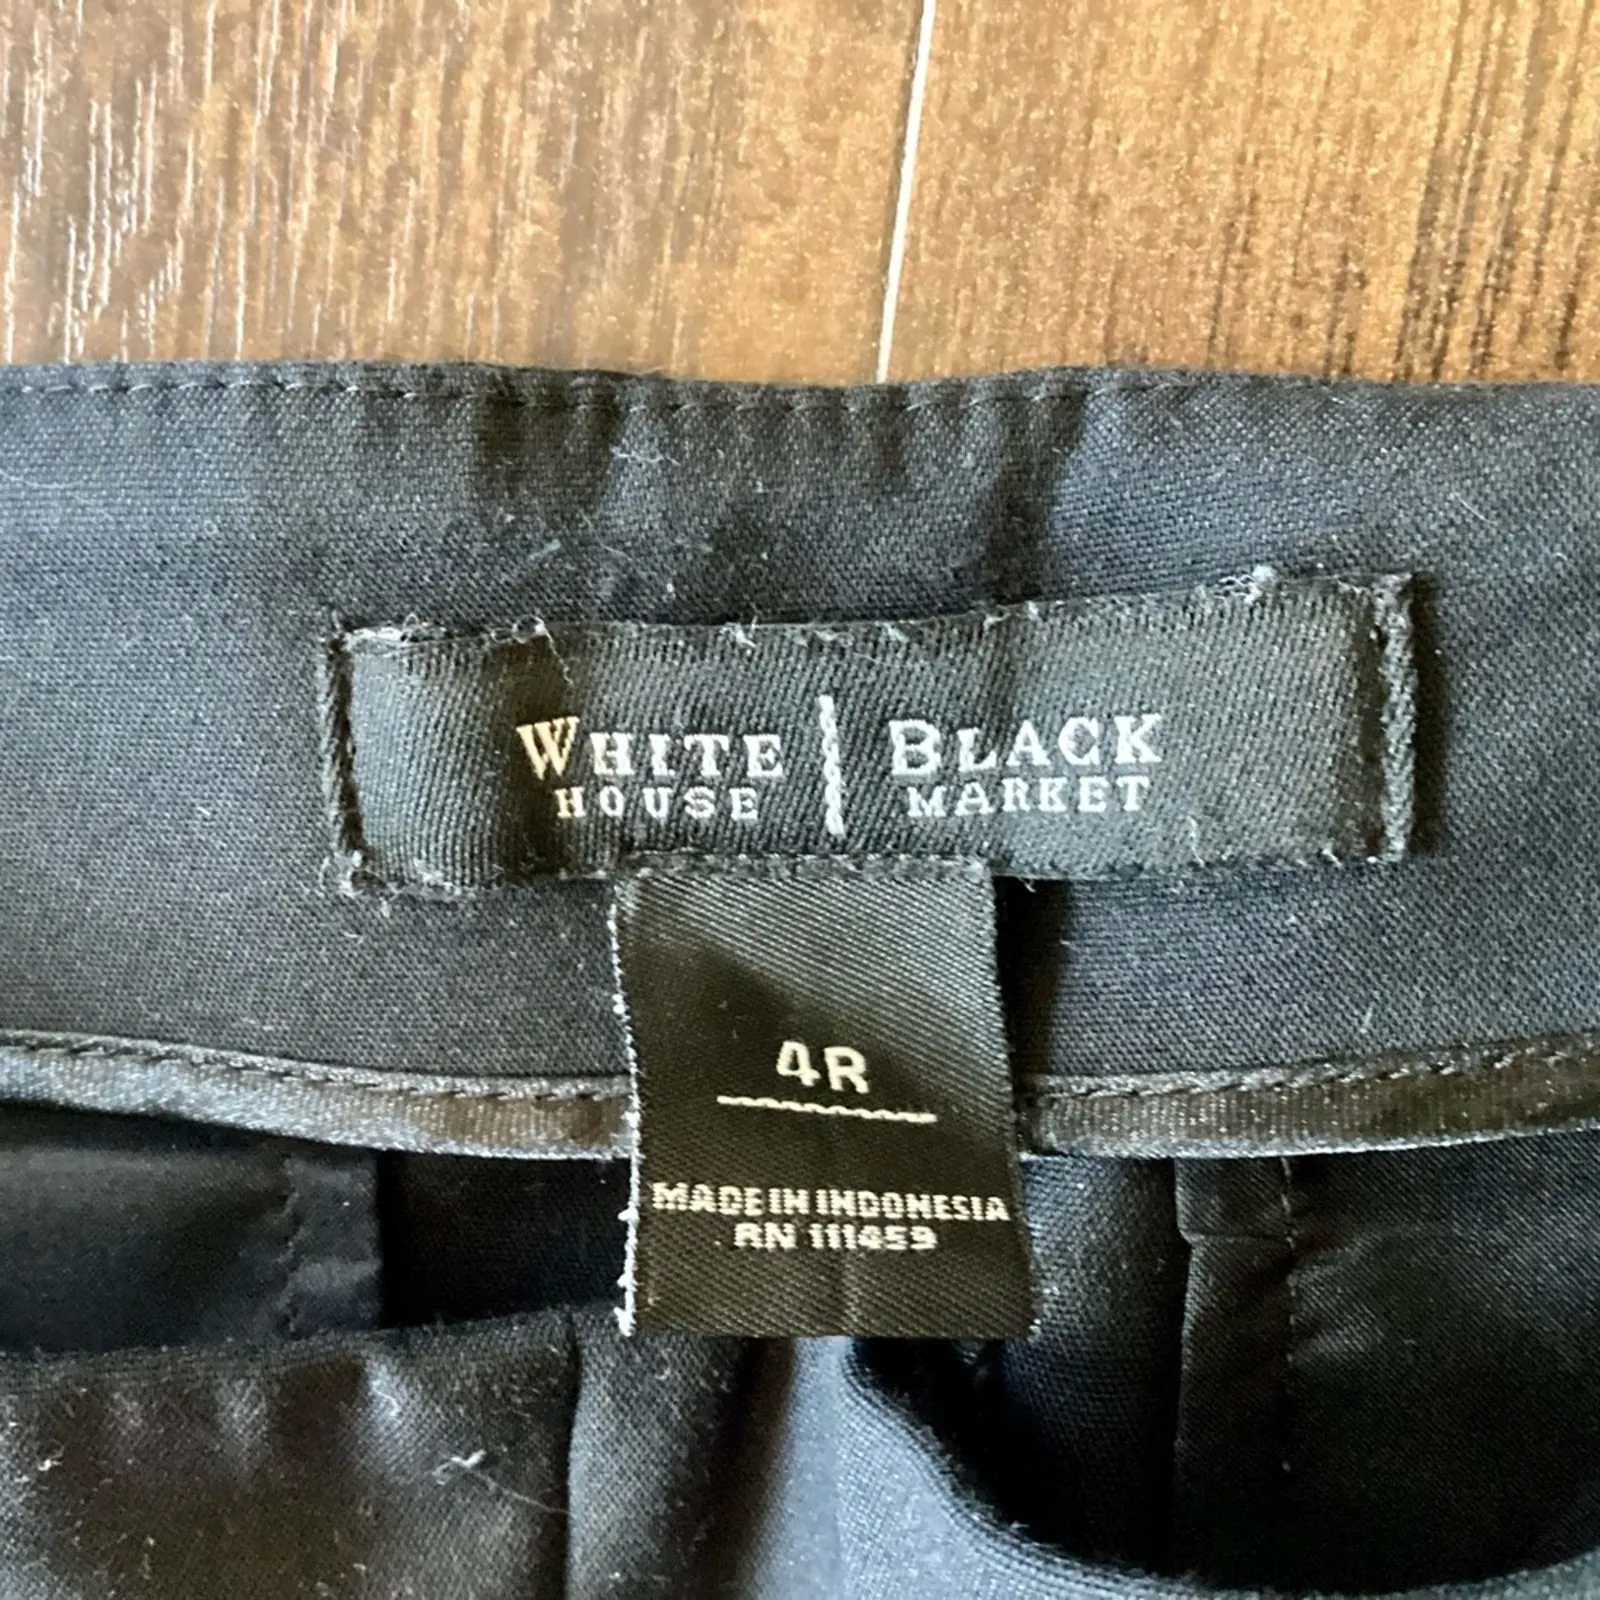 WHITE | BLACK
HOUSE | MARKET
4R
MADE IN INDONESIA
RN 111459